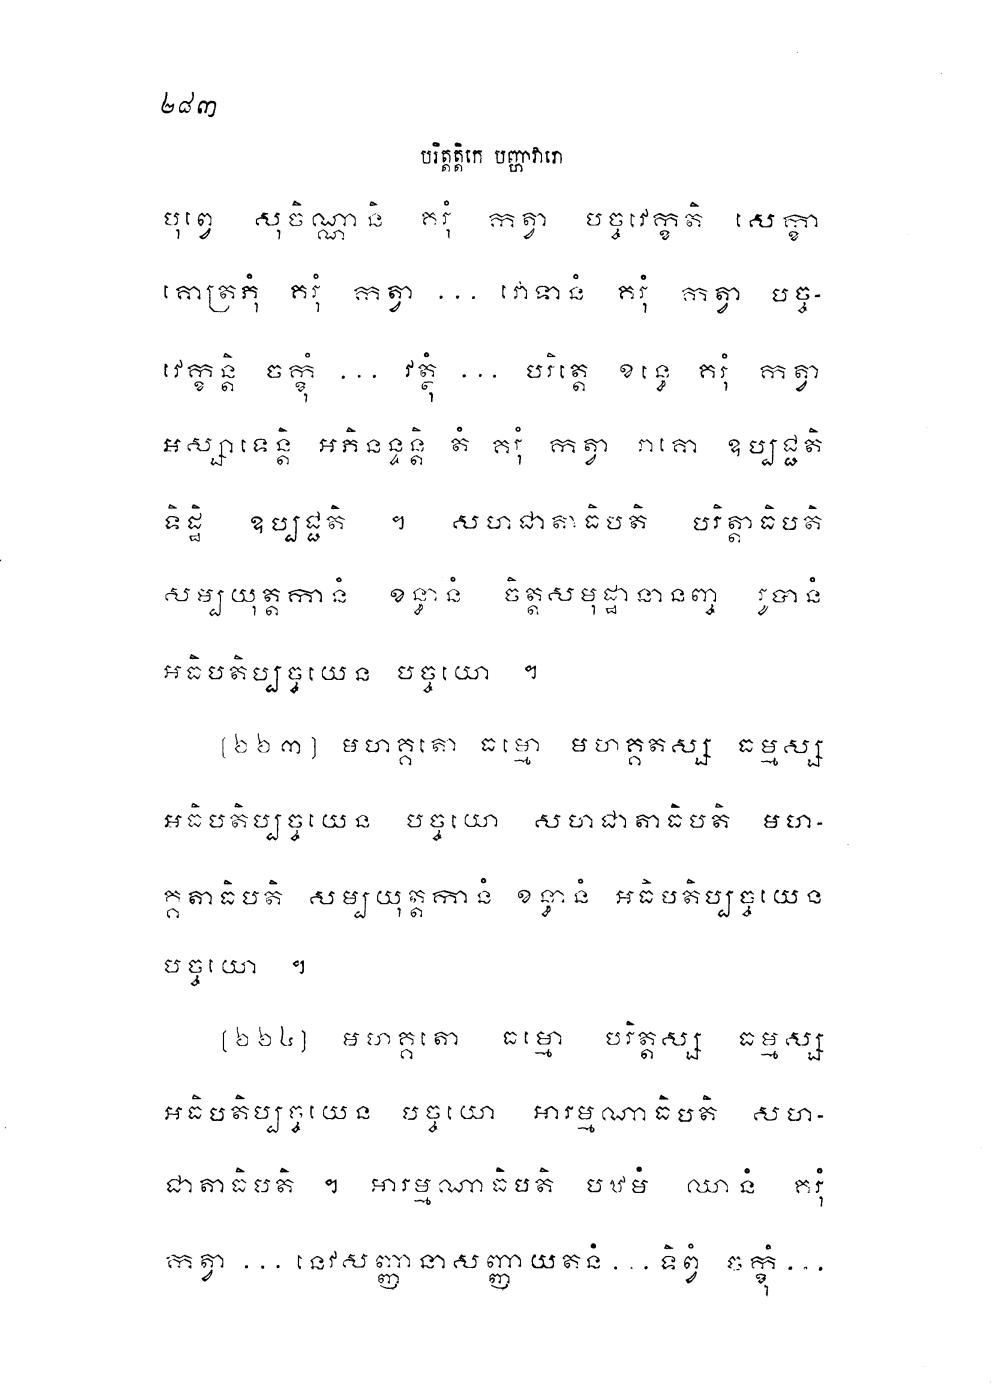 ២៨៣
បរិត្តត្តិកេ បញ្ហាវារោ
បុព្វេ សុចិណ្ណានិ គរុំ កត្វា បច្ចវេក្ខតិ សេក្ខា
គោត្រភុំ គរុំ កត្វា ... វោទានំ គរុំ កត្វា បច្ច-
វេក្ខន្តិ ចក្ខុំ ... វត្ថុំ ... បរិត្តេ ខន្ធេ គរុំ កត្វា
អស្សាទេន្តិ អភិនន្ទន្តិ តំ គរុំ កត្វា រាគោ ឧប្បជ្ជតិ
ទិដ្ឋិ ឧប្បជ្ជតិ ។ សហជាតាធិបតិ បរិត្តាធិបតិ
សម្បយុត្តកានំ ខន្ធានំ ចិត្តសមុដ្ឋានានញ្ច រូបានំ
អធិបតិប្បច្ចយេន បច្ចយោ ។
[២២៣] មហគ្គតោ ធម្មោ មហគ្គតស្ស ធម្មស្ស
អធិបតិប្បច្ចយេន បច្ចយោ សហជាតាធិបតិ មហ-
គ្គតាធិបតិ សម្បយុត្តកានំ ខន្ធានំ អធិបតិប្បច្ចយេន
បច្ចយោ ។
[២២៤] មហគ្គតោ ធម្មោ បរិត្តស្ស ធម្មស្ស
អធិបតិប្បច្ចយេន បច្ចយោ អារម្មណាធិបតិ សហ-
ជាតាធិបតិ ។ អារម្មណាធិបតិ បឋមំ ឈានំ គរុំ
កត្វា ... នេវសញ្ញានាសញ្ញាយតនំ ... ទិព្វំ ចក្ខុំ ...